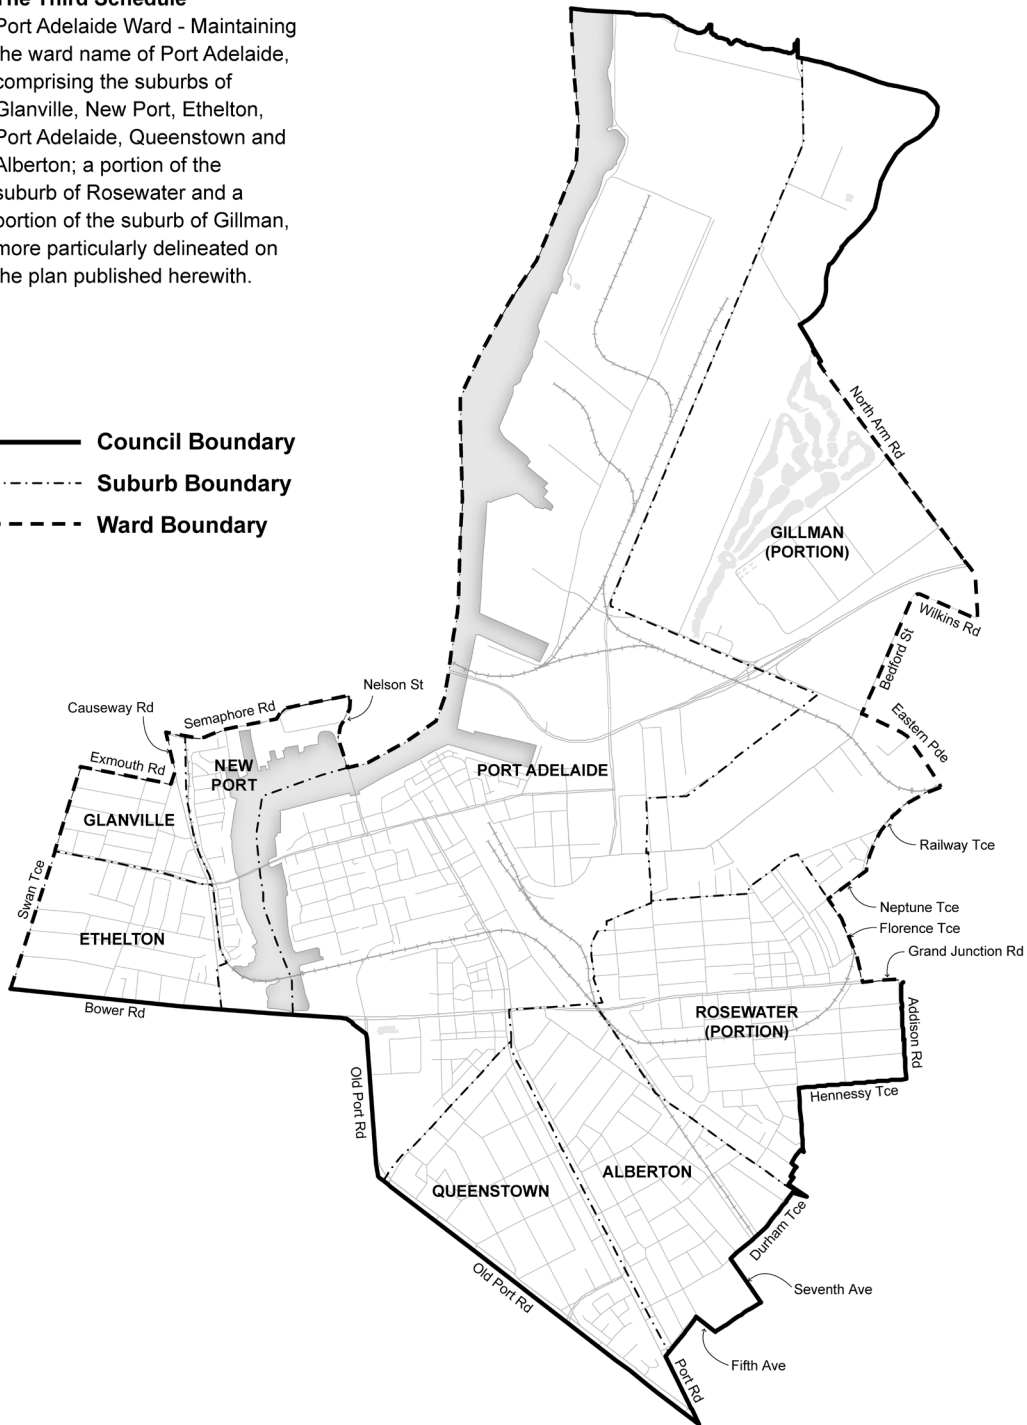 The Third Schedule
Port Adelaide Ward - Maintaining
the ward name of Port Adelaide,
comprising the suburbs of
Glanville, New Port, Ethelton,
Port Adelaide, Queenstown and
Alberton; a portion of the
suburb of Rosewater and a
portion of the suburb of Gillman,
more particularly delineated on
the plan published herewith.
Council Boundary
Suburb Boundary
Ward Boundary
North Arm Rd
GILLMAN
(PORTION)
Wilkins Rd
Bedford St
Nelson St
Causeway Rd
Semaphore Rd
Eastern Pde
Exmouth Rd
NEW
PORT
PORT ADELAIDE
GLANVILLE
Railway Tce
Swan Tce
Neptune Tce
Florence Tce
ETHELTON
Grand Junction Rd
Bower Rd
ROSEWATER
(PORTION)
Addison Rd
Old Port Rd
Hennessy Tce
ALBERTON
QUEENSTOWN
Durham Tce
Old Port Rd
Seventh Ave
Fifth Ave
Port Rd